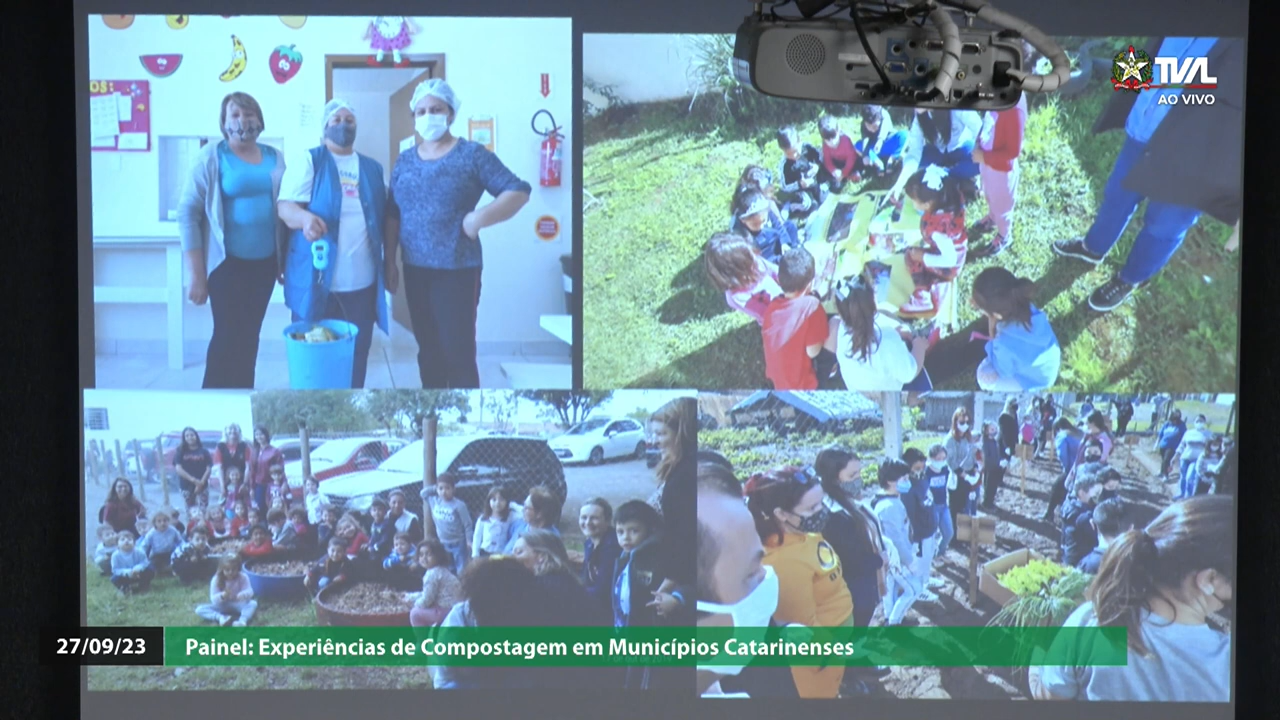 TVAL
AO VIVO
27/09/23
Painel: Experiências de Compostagem em Municípios Catarinenses